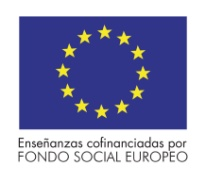 Enseñanzas cofinanciadas por
FONDO SOCIAL EUROPEO